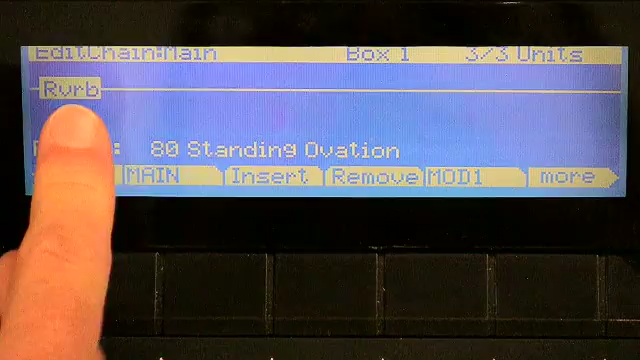 EditChain:Main Box 1 3/3 Units
Rvrb
: 80 Standing Ovation
MAIN Insert Remove MOD1 more